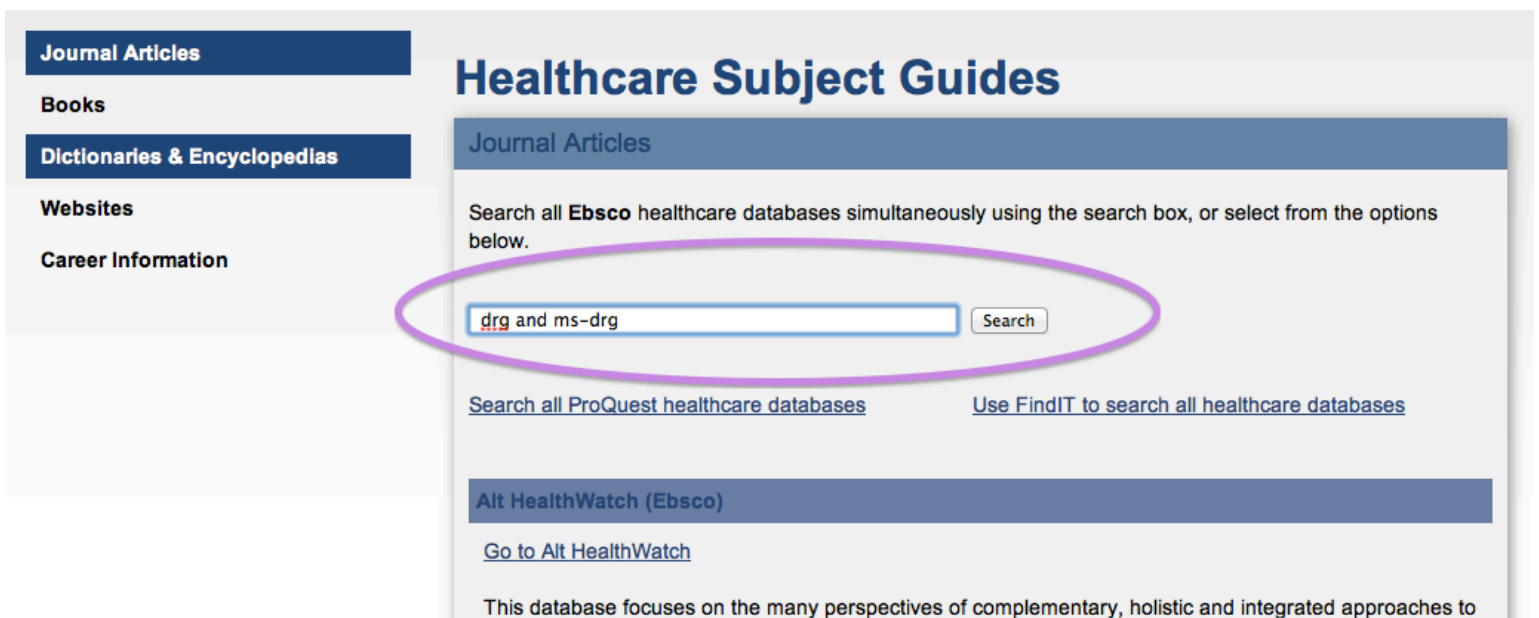 Journal Articles
Books
Dictionaries & Encyclopedias
Websites
Career Information
Healthcare Subject Guides
Journal Articles
Search all Ebsco healthcare databases simultaneously using the search box, or select from the options
below.
drg and ms-drg
Search
Search all ProQuest healthcare databases
Use FindIT to search all healthcare databases
Alt HealthWatch (Ebsco)
Go to Alt HealthWatch
This database focuses on the many perspectives of complementary, holistic and integrated approaches to